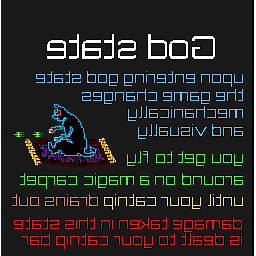 God state
upon entering god state
the game changes
mechanically
and visually
you get to fly
around on a magic carpet
until your catnip drains out
damage taken in this state
is dealt to your catnip bar